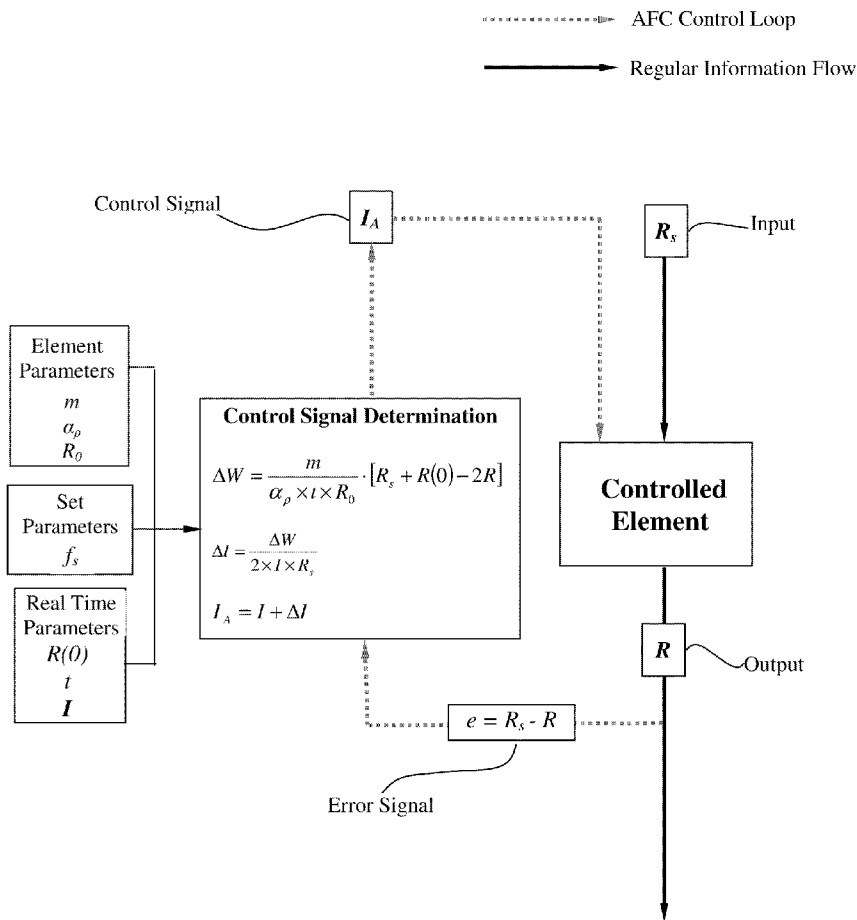 AFC Control Loop
Regular Information Flow
Control Signal
I_A
R_s
Input
Element
Parameters
m
α_ρ
R_0
Set
Parameters
f_s
Real Time
Parameters
R(0)
t
I
Control Signal Determination
ΔW = m / (α_ρ × ι × R_0) · [R_s + R(0) − 2R]
ΔI = ΔW / (2 × I × R_s)
I_A = I + ΔI
Controlled
Element
R
Output
e = R_s - R
Error Signal